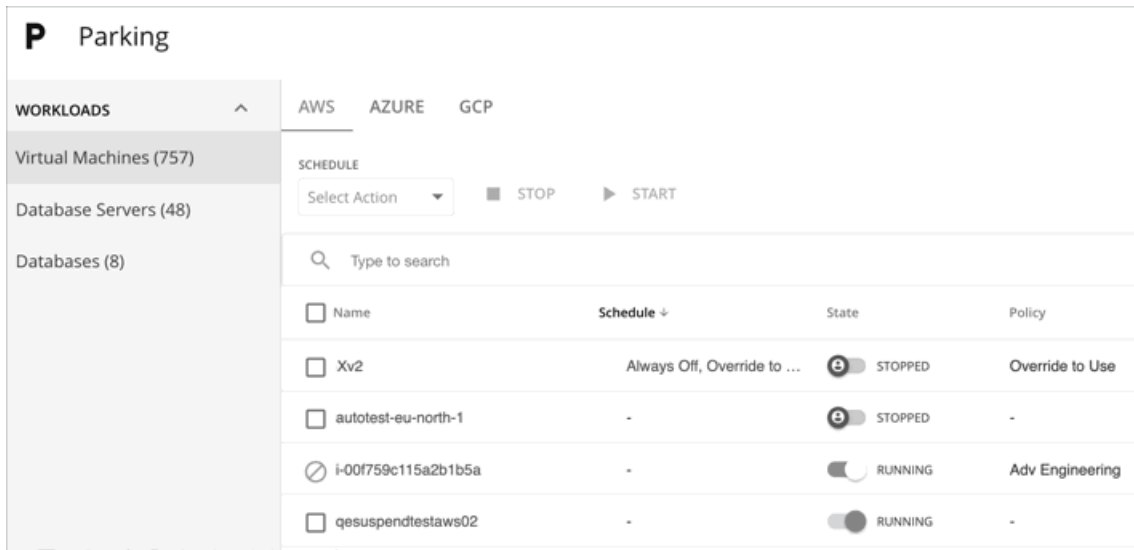 P Parking
WORKLOADS
AWS AZURE GCP
Virtual Machines (757)
Database Servers (48)
Databases (8)
SCHEDULE
Select Action STOP START
Type to search
Name Schedule State Policy
Xv2 Always Off, Override to ... STOPPED Override to Use
autotest-eu-north-1 - STOPPED -
i-00f759c115a2b1b5a - RUNNING Adv Engineering
qesuspendtestaws02 - RUNNING -